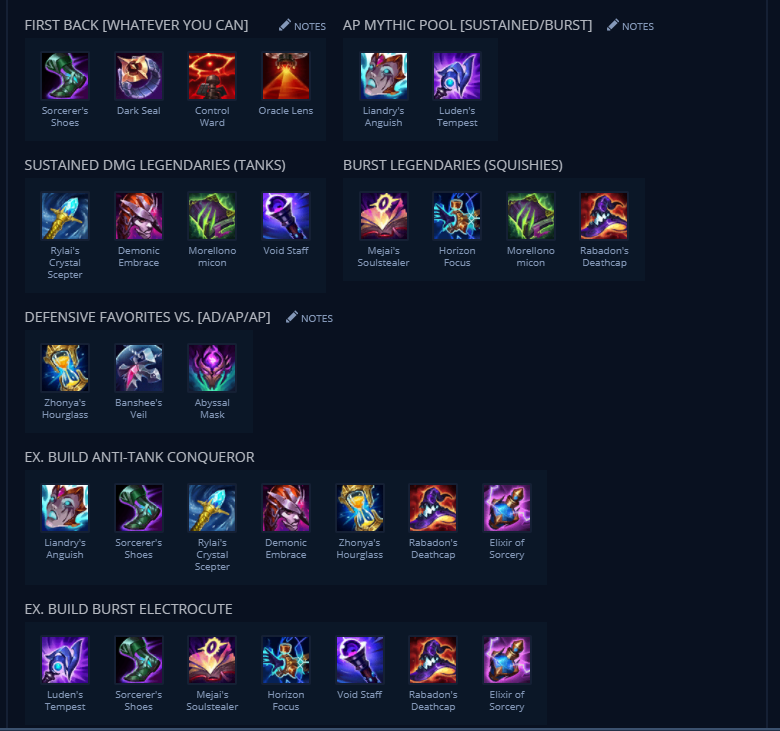 FIRST BACK [WHATEVER YOU CAN] NOTES
AP MYTHIC POOL [SUSTAINED/BURST] NOTES
Sorcerer's
Shoes
Dark Seal
Control
Ward
Oracle Lens
Liandry's
Anguish
Luden's
Tempest
SUSTAINED DMG LEGENDARIES (TANKS)
BURST LEGENDARIES (SQUISHIES)
Rylai's
Crystal
Scepter
Demonic
Embrace
Morellono
micon
Void Staff
Mejai's
Soulstealer
Horizon
Focus
Morellono
micon
Rabadon's
Deathcap
DEFENSIVE FAVORITES VS. [AD/AP/AP] NOTES
Zhonya's
Hourglass
Banshee's
Veil
Abyssal
Mask
EX. BUILD ANTI-TANK CONQUEROR
Liandry's
Anguish
Sorcerer's
Shoes
Rylai's
Crystal
Scepter
Demonic
Embrace
Zhonya's
Hourglass
Rabadon's
Deathcap
Elixir of
Sorcery
EX. BUILD BURST ELECTROCUTE
Luden's
Tempest
Sorcerer's
Shoes
Mejai's
Soulstealer
Horizon
Focus
Void Staff
Rabadon's
Deathcap
Elixir of
Sorcery